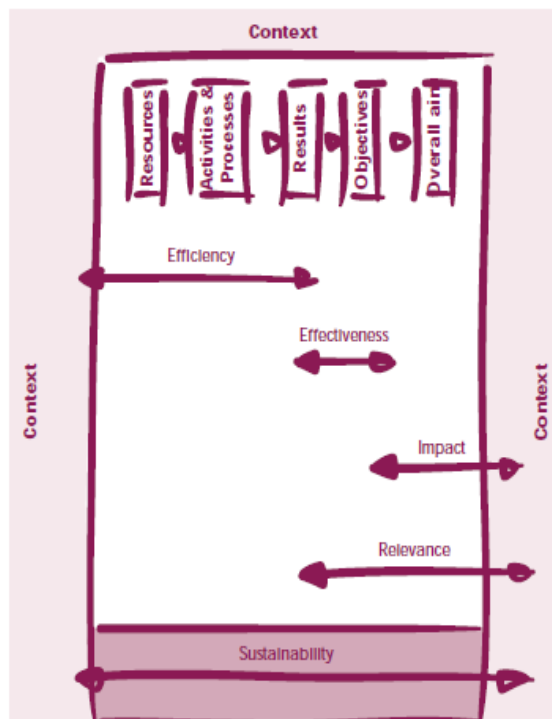 Context
Resources
Activities &
Processes
Results
Objectives
Overall aim
Efficiency
Effectiveness
Context
Context
Impact
Relevance
Sustainability